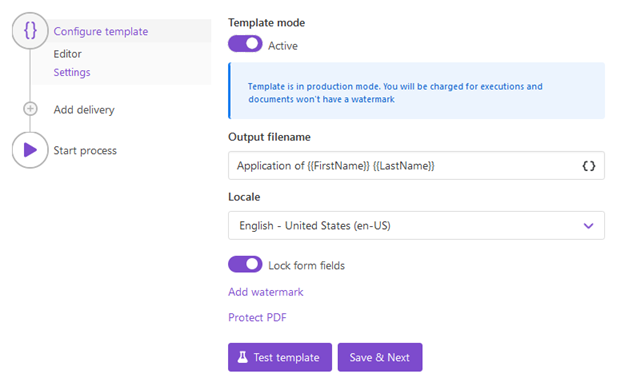 {}
Configure template
Editor
Settings
Add delivery
Start process
Template mode
Active
Template is in production mode. You will be charged for executions and
documents won't have a watermark
Output filename
Application of {{FirstName}} {{LastName}}
{}
Locale
English - United States (en-US)
Lock form fields
Add watermark
Protect PDF
Test template
Save & Next